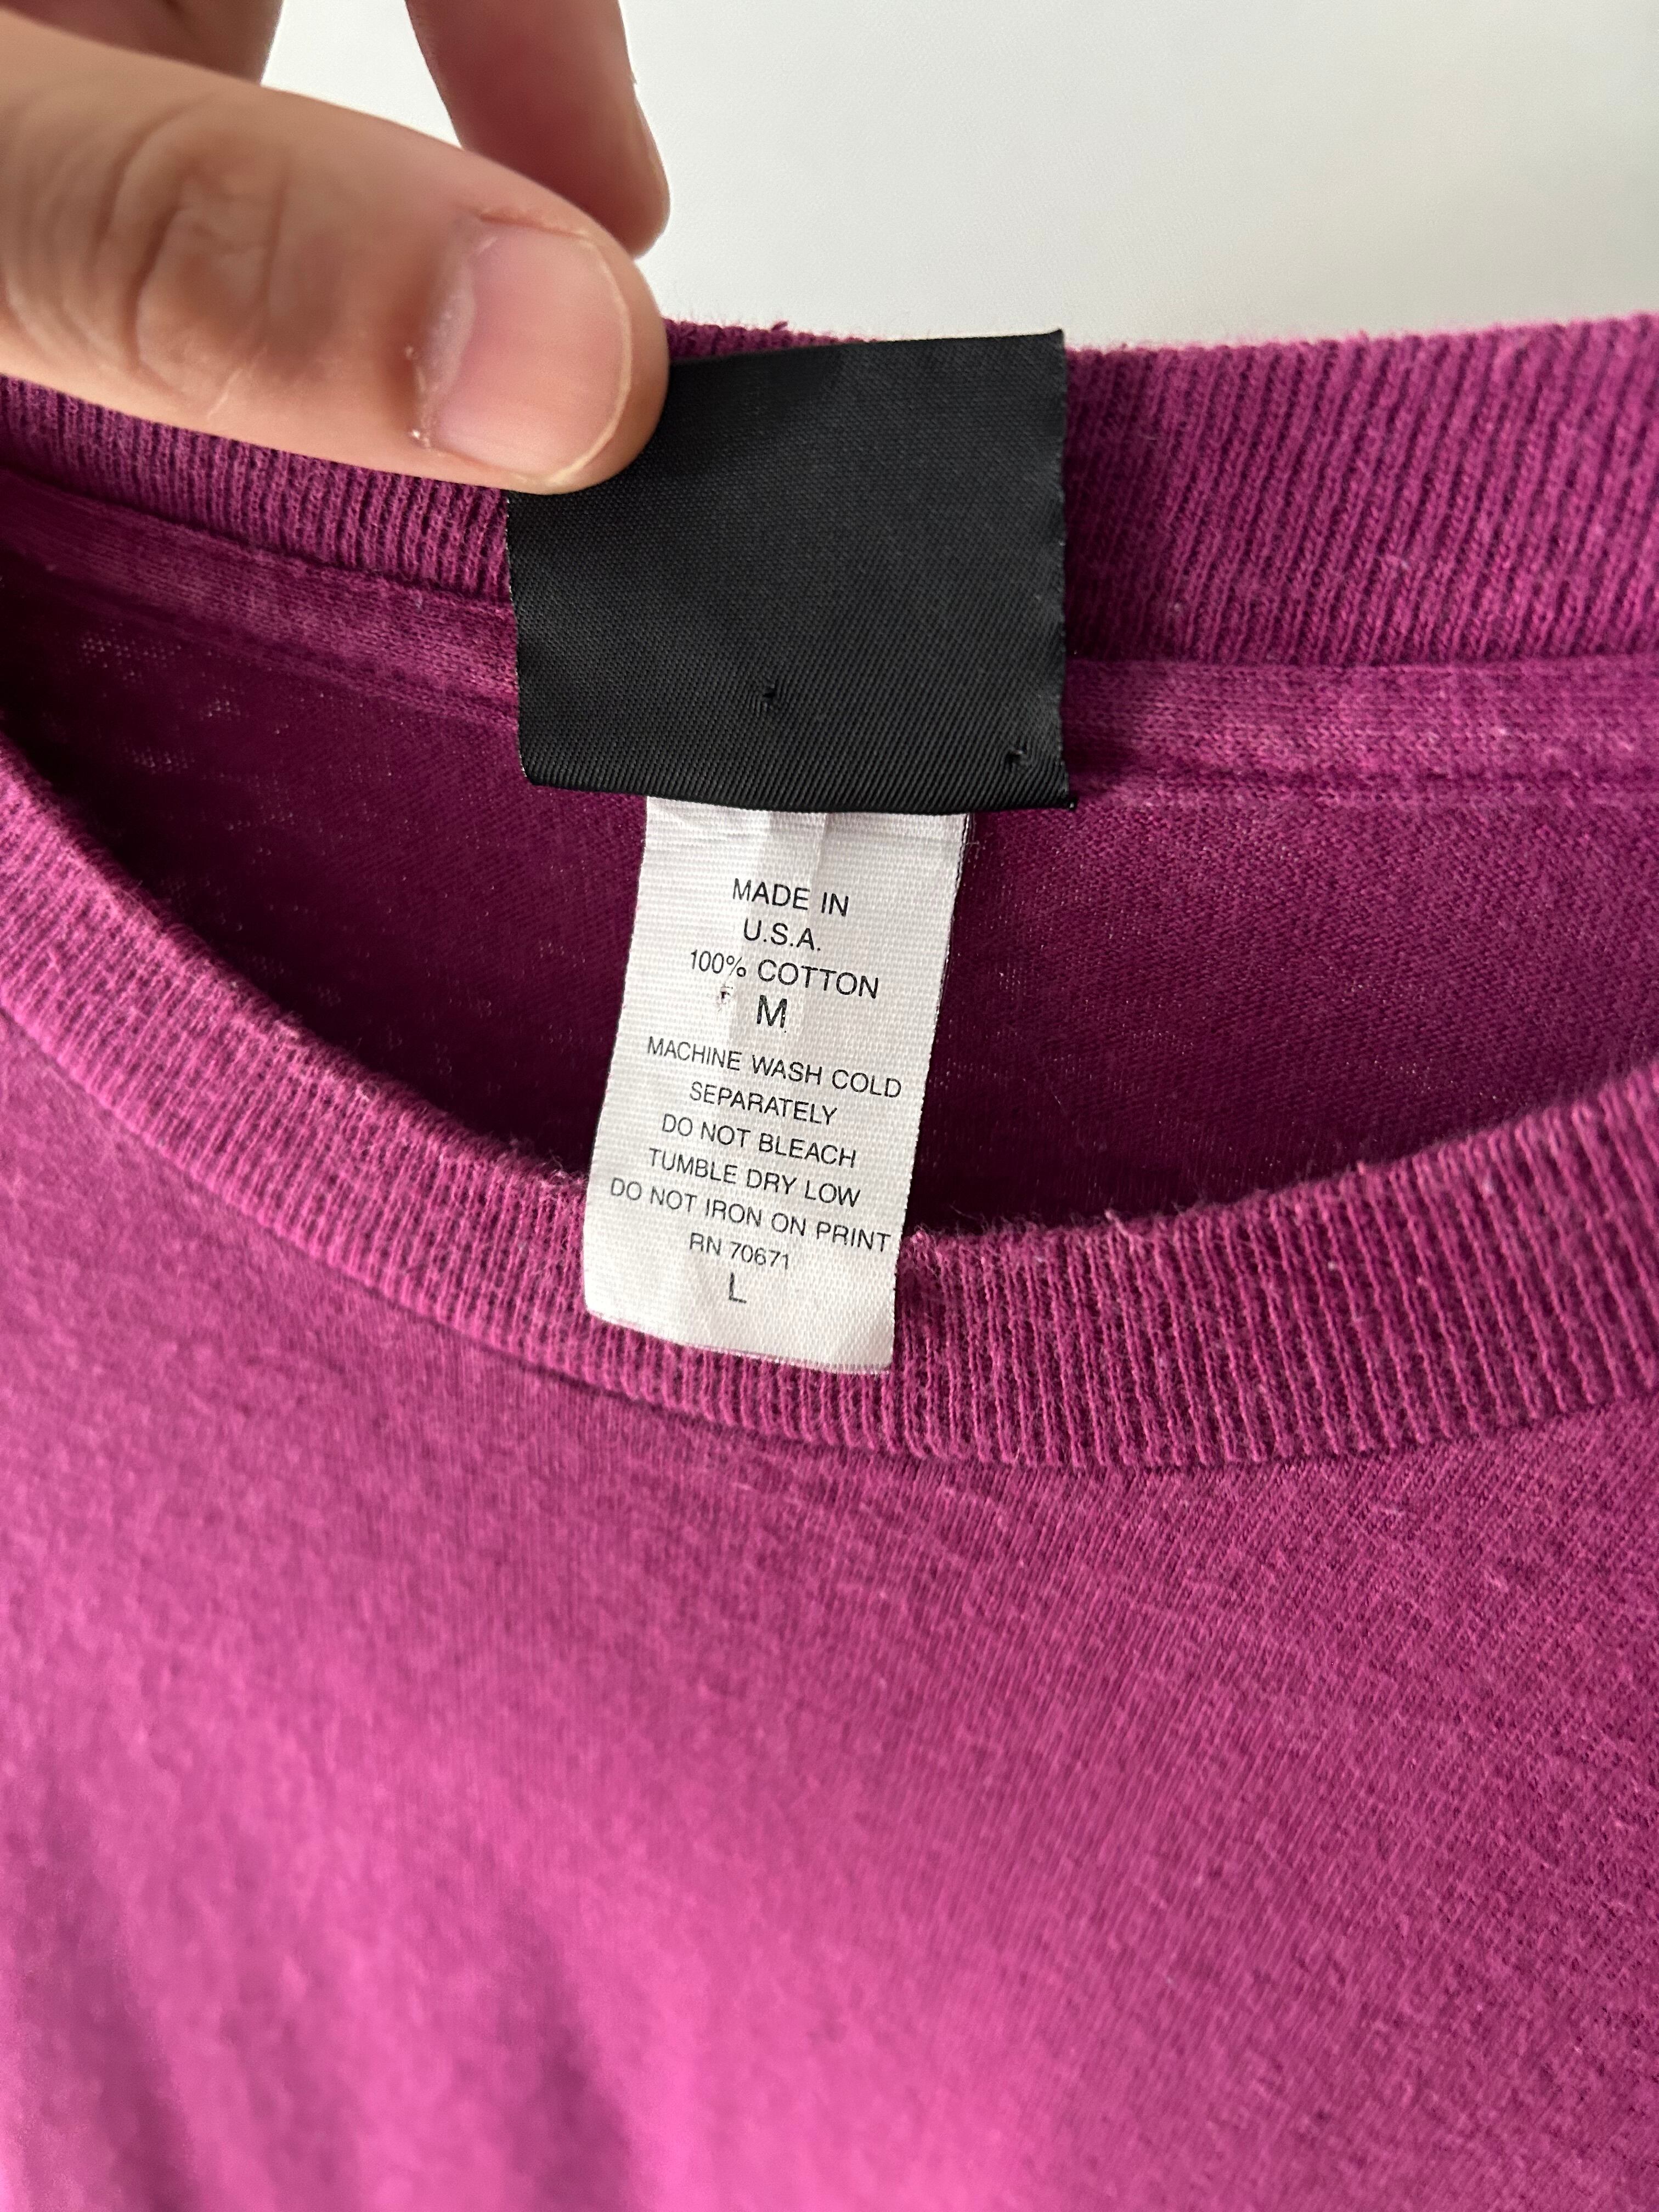 MADE IN
U.S.A.
100% COTTON
M
MACHINE WASH COLD
SEPARATELY
DO NOT BLEACH
TUMBLE DRY LOW
DO NOT IRON ON PRINT
RN 70671
L